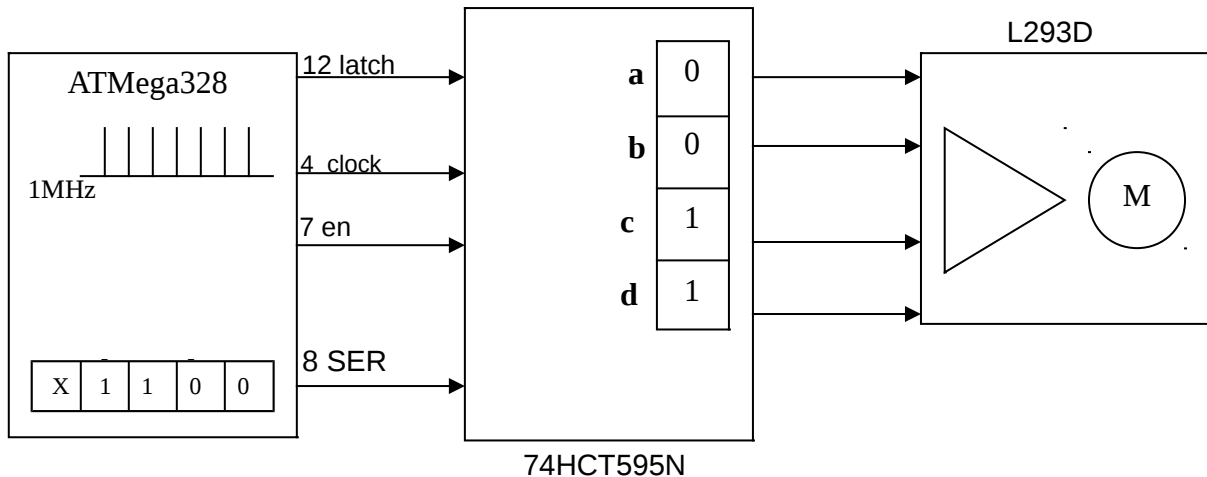 L293D
ATMega328
12 latch
1MHz
4 clock
7 en
8 SER
X 1 1 0 0
a 0
b 0
c 1
d 1
M
74HCT595N